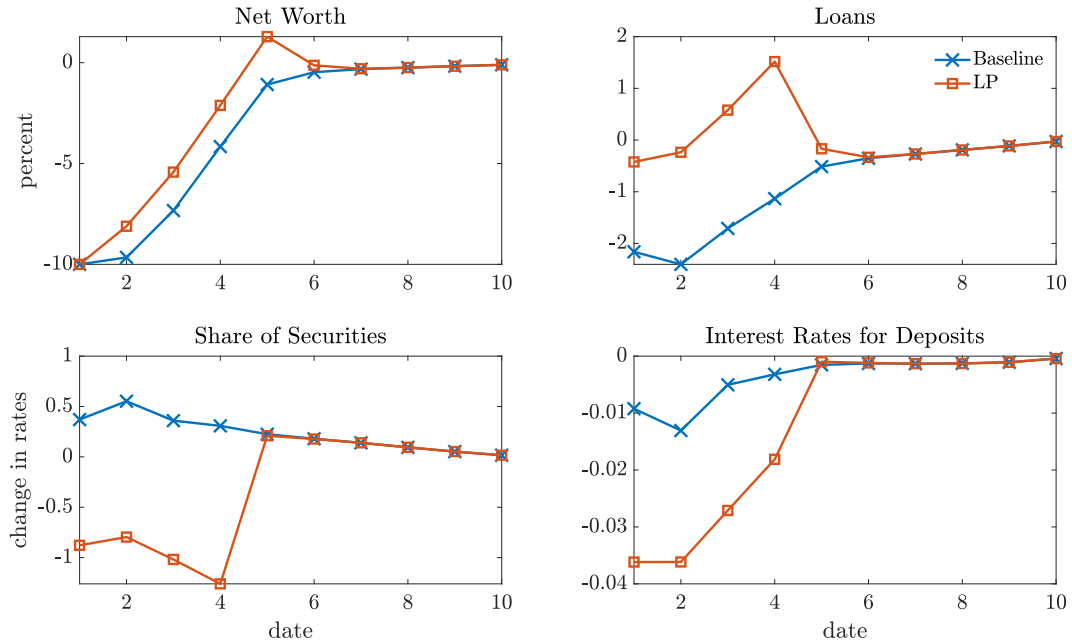 Net Worth
0
-5
-10
percent
2 4 6 8 10
Loans
2
1
0
-1
-2
Baseline
LP
2 4 6 8 10
Share of Securities
1
0.5
0
-0.5
-1
change in rates
2 4 6 8 10
date
Interest Rates for Deposits
0
-0.01
-0.02
-0.03
-0.04
2 4 6 8 10
date